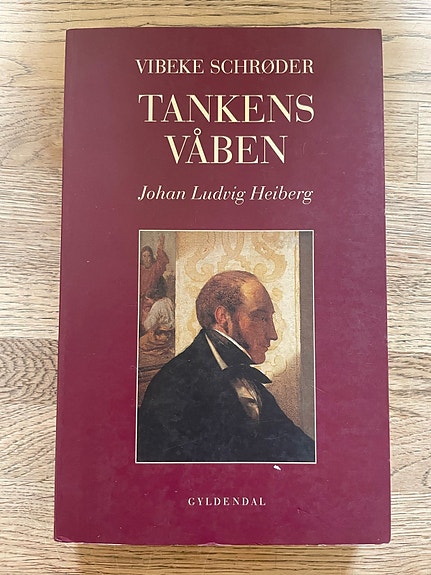 VIBEKE SCHRØDER
TANKENS
VÅBEN
Johan Ludvig Heiberg
GYLDENDAL